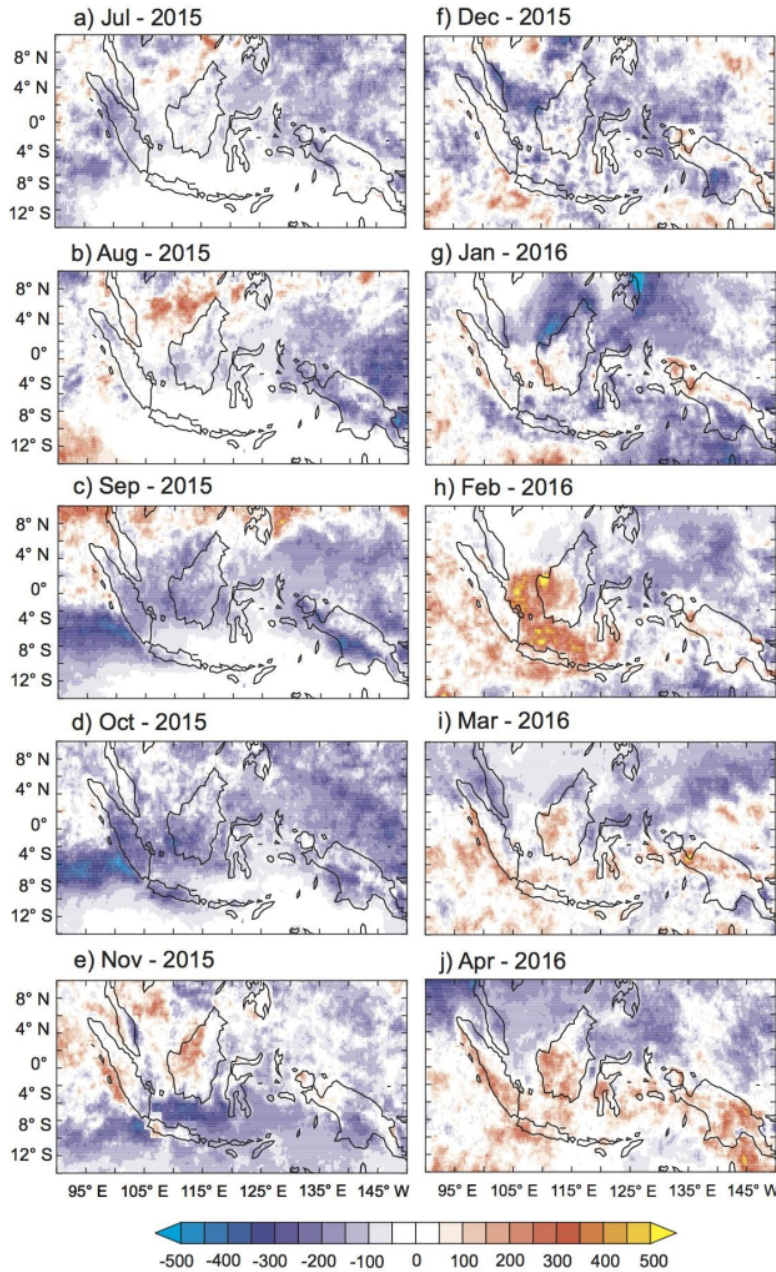 a) Jul - 2015
8° N
4° N
0°
4° S
8° S
12° S
b) Aug - 2015
8° N
4° N
0°
4° S
8° S
12° S
c) Sep - 2015
8° N
4° N
0°
4° S
8° S
12° S
d) Oct - 2015
8° N
4° N
0°
4° S
8° S
12° S
e) Nov - 2015
8° N
4° N
0°
4° S
8° S
12° S
95° E 105° E 115° E 125° E 135° E 145° W
f) Dec - 2015
g) Jan - 2016
h) Feb - 2016
i) Mar - 2016
j) Apr - 2016
95° E 105° E 115° E 125° E 135° E 145° W
-500 -400 -300 -200 -100 0 100 200 300 400 500